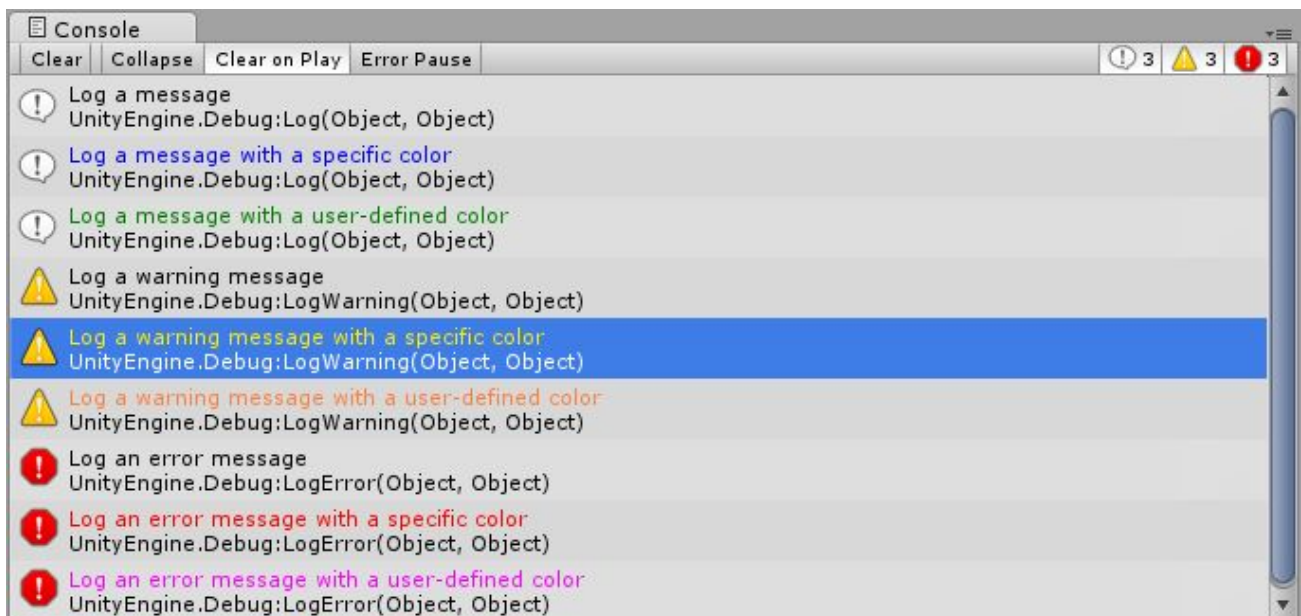 Console
Clear Collapse Clear on Play Error Pause 3 3 3
Log a message
UnityEngine.Debug:Log(Object, Object)
Log a message with a specific color
UnityEngine.Debug:Log(Object, Object)
Log a message with a user-defined color
UnityEngine.Debug:Log(Object, Object)
Log a warning message
UnityEngine.Debug:LogWarning(Object, Object)
Log a warning message with a specific color
UnityEngine.Debug:LogWarning(Object, Object)
Log a warning message with a user-defined color
UnityEngine.Debug:LogWarning(Object, Object)
Log an error message
UnityEngine.Debug:LogError(Object, Object)
Log an error message with a specific color
UnityEngine.Debug:LogError(Object, Object)
Log an error message with a user-defined color
UnityEngine.Debug:LogError(Object, Object)